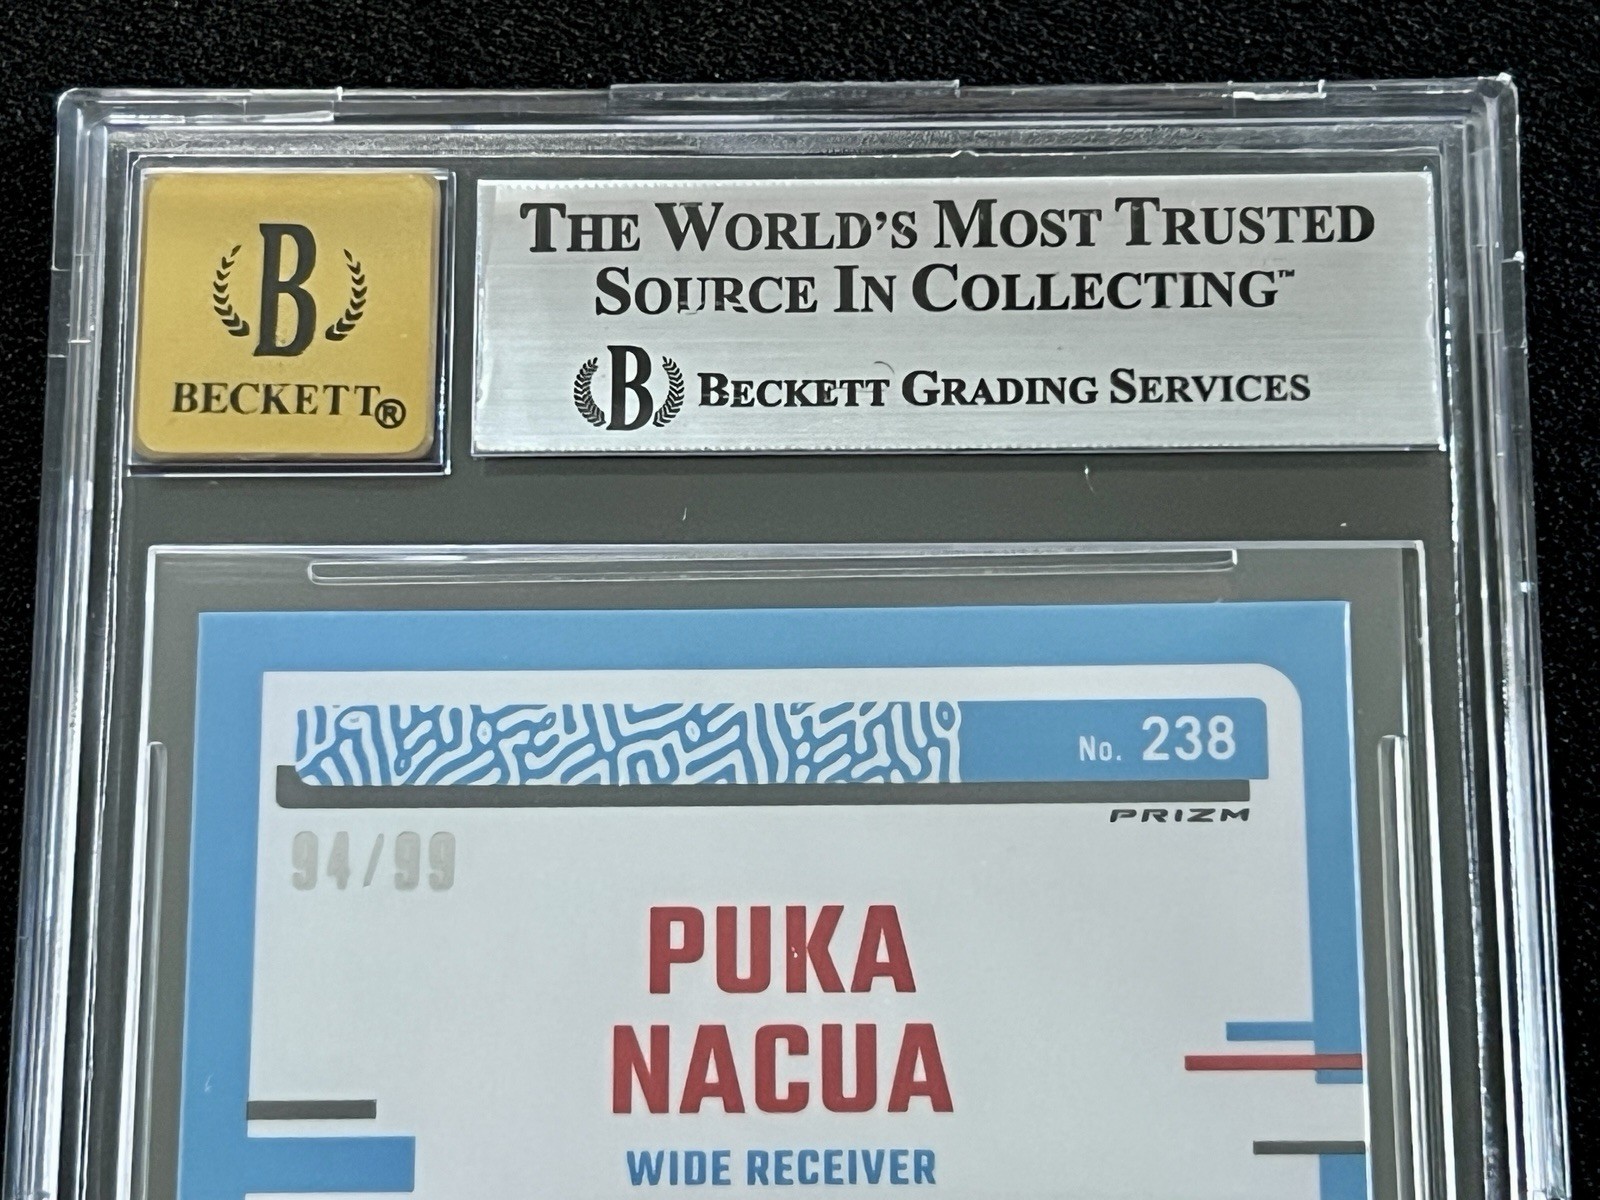 B
BECKETT®
THE WORLD'S MOST TRUSTED
SOURCE IN COLLECTING™
B BECKETT GRADING SERVICES
No. 238
PRIZM
94/99
PUKA
NACUA
WIDE RECEIVER